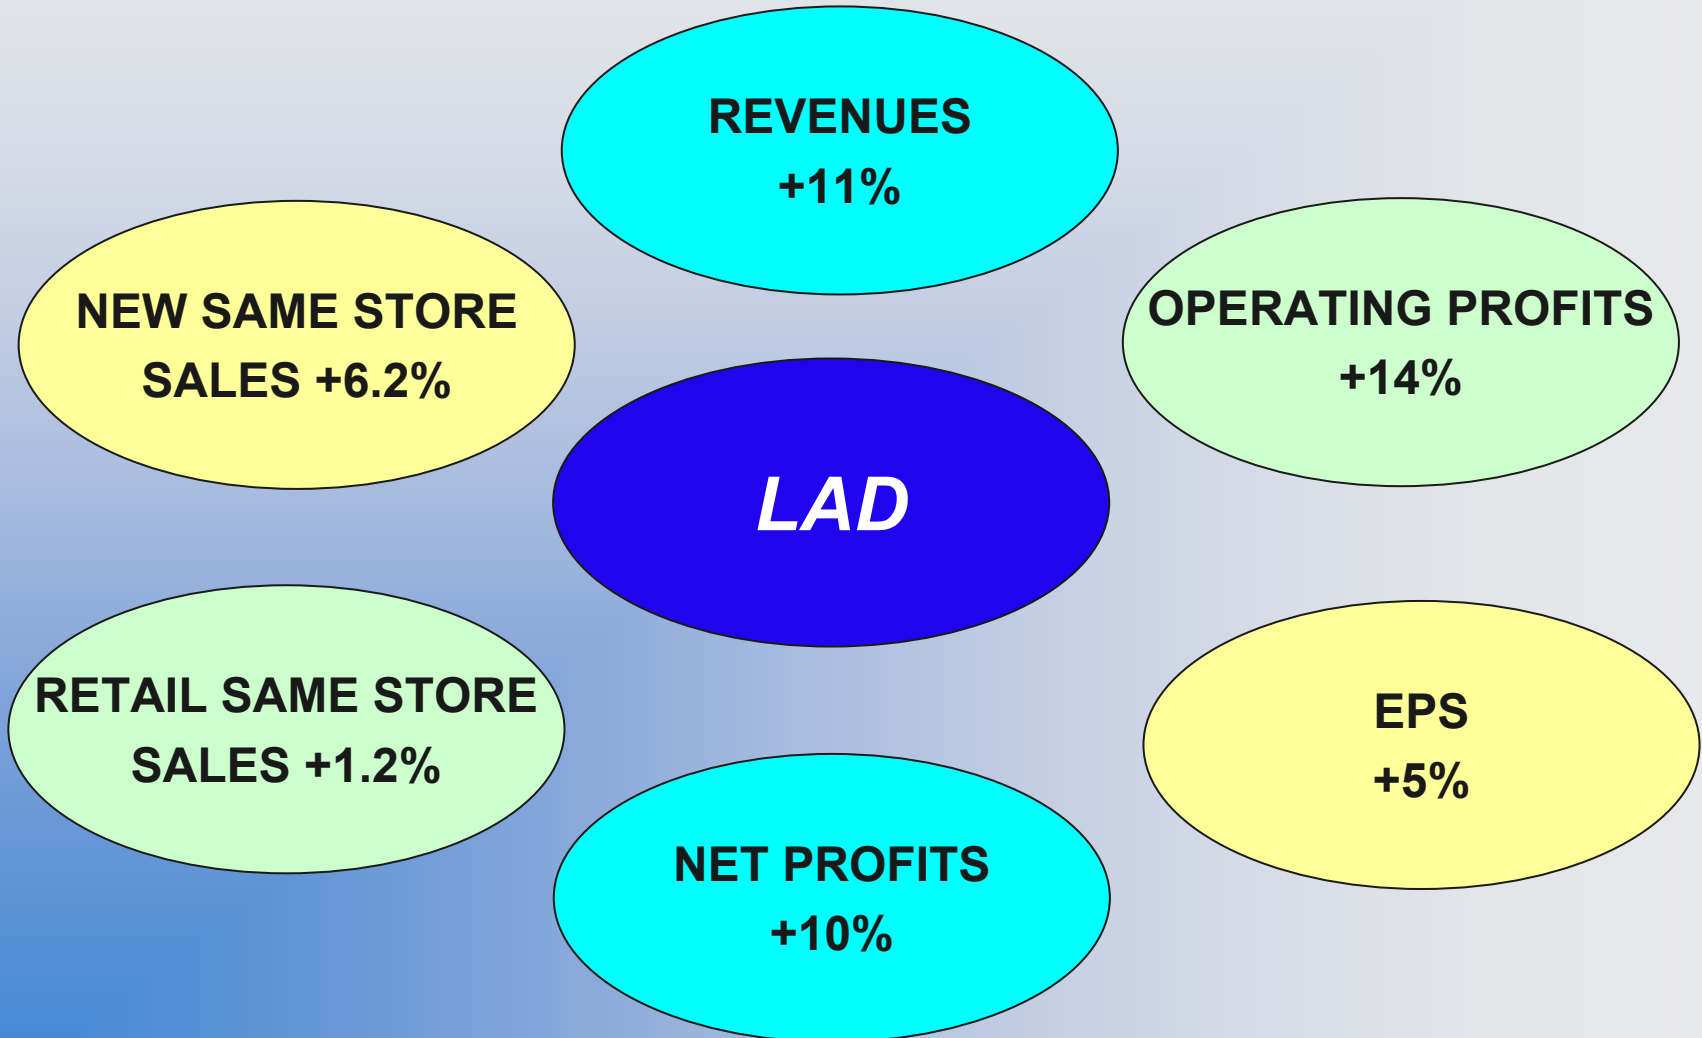 REVENUES
+11%
NEW SAME STORE
SALES +6.2%
OPERATING PROFITS
+14%
LAD
RETAIL SAME STORE
SALES +1.2%
EPS
+5%
NET PROFITS
+10%